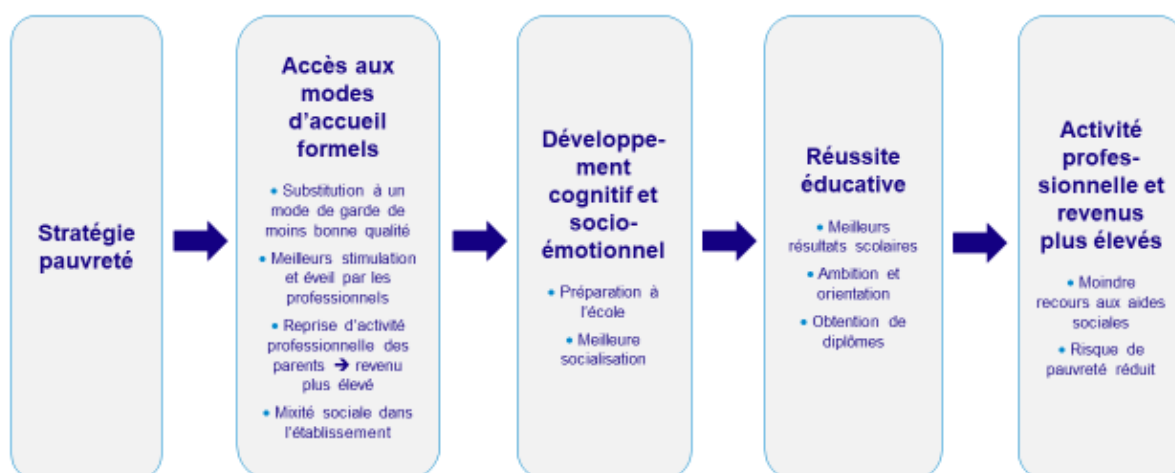 Stratégie
pauvreté
Accès aux
modes
d'accueil
formels
• Substitution à un
mode de garde de
moins bonne qualité
• Meilleurs stimulation
et éveil par les
professionnels
• Reprise d'activité
professionnelle des
parents ➔ revenu
plus élevé
• Mixité sociale dans
l'établissement
Développe-
ment
cognitif et
socio-
émotionnel
• Préparation à
l'école
• Meilleure
socialisation
Réussite
éducative
• Meilleurs
résultats scolaires
• Ambition et
orientation
• Obtention de
diplômes
Activité
profes-
sionnelle et
revenus
plus élevés
• Moindre
recours aux aides
sociales
• Risque de
pauvreté réduit